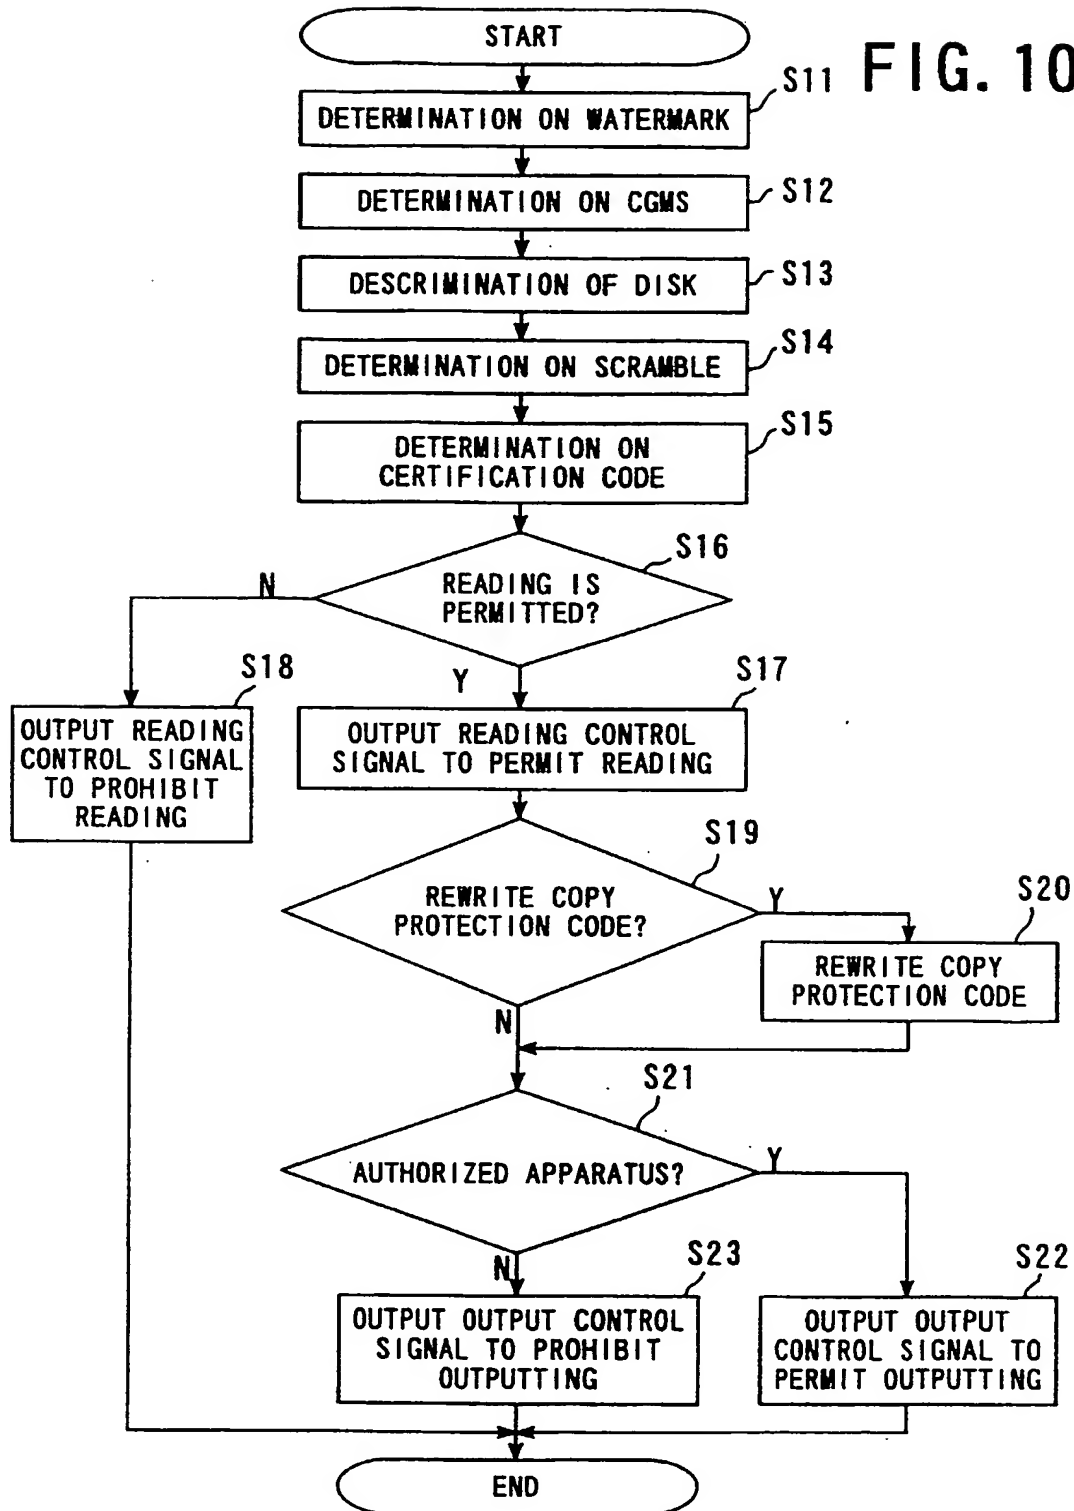 START
FIG. 10
S11
DETERMINATION ON WATERMARK
S12
DETERMINATION ON CGMS
S13
DESCRIMINATION OF DISK
S14
DETERMINATION ON SCRAMBLE
S15
DETERMINATION ON
CERTIFICATION CODE
S16
READING IS
PERMITTED?
N
Y
S18
OUTPUT READING
CONTROL SIGNAL
TO PROHIBIT
READING
S17
OUTPUT READING CONTROL
SIGNAL TO PERMIT READING
S19
REWRITE COPY
PROTECTION CODE?
Y
N
S20
REWRITE COPY
PROTECTION CODE
S21
AUTHORIZED APPARATUS?
Y
N
S23
OUTPUT OUTPUT CONTROL
SIGNAL TO PROHIBIT
OUTPUTTING
S22
OUTPUT OUTPUT
CONTROL SIGNAL TO
PERMIT OUTPUTTING
END